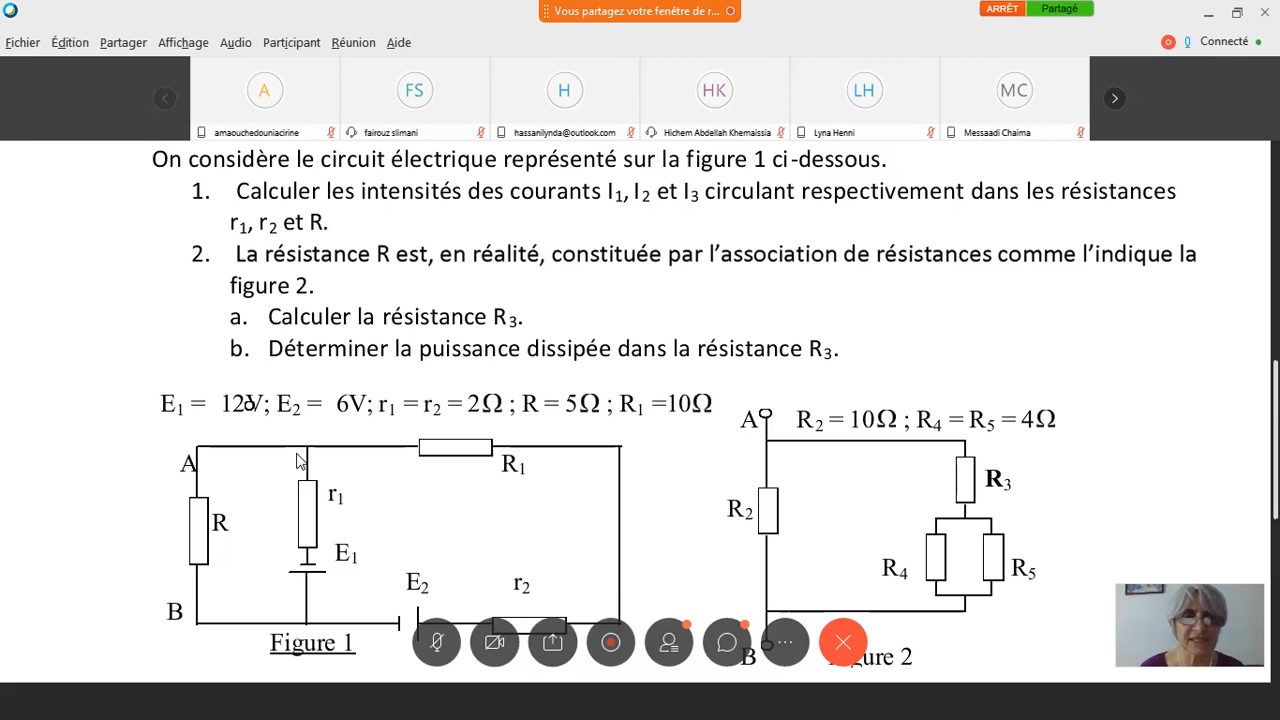 Vous partagez votre fenêtre de r...
ARRÊT
Partagé
Fichier Édition Partager Affichage Audio Participant Réunion Aide
Connecté
A
FS
H
HK
LH
MC
amaouchedouniacirine
fairouz slimani
hassanilynda@outlook.com
Hichem Abdellah Khemaissia
Lyna Henni
Messaadi Chaima
On considère le circuit électrique représenté sur la figure 1 ci-dessous.
1. Calculer les intensités des courants I₁, I₂ et I₃ circulant respectivement dans les résistances
r₁, r₂ et R.
2. La résistance R est, en réalité, constituée par l’association de résistances comme l’indique la
figure 2.
a. Calculer la résistance R₃.
b. Déterminer la puissance dissipée dans la résistance R₃.
E₁ = 12V; E₂ = 6V; r₁ = r₂ = 2Ω ; R = 5Ω ; R₁ =10Ω
A
R₁
r₁
R
E₁
E₂
r₂
B
Figure 1
A
R₂ = 10Ω ; R₄ = R₅ = 4Ω
R₃
R₂
R₄
R₅
B
ure 2